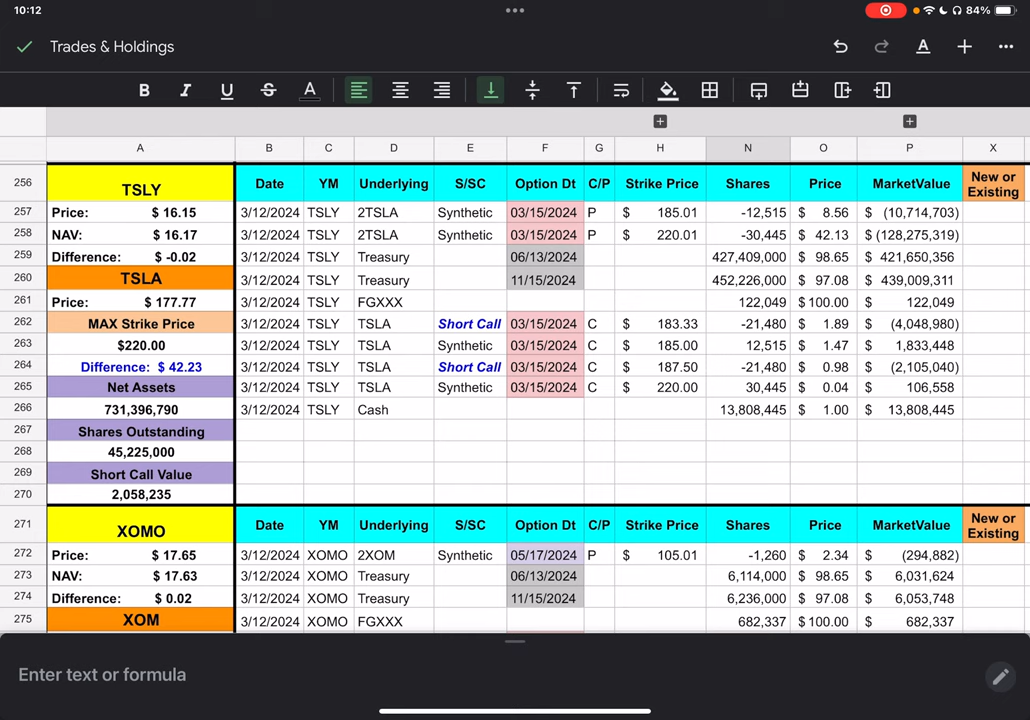 10:12 84%
Trades & Holdings
B I U S A
A B C D E F G H N O P X
256 TSLY Date YM Underlying S/SC Option Dt C/P Strike Price Shares Price MarketValue New or Existing
257 Price: $ 16.15 3/12/2024 TSLY 2TSLA Synthetic 03/15/2024 P $ 185.01 -12,515 $ 8.56 $ (10,714,703)
258 NAV: $ 16.17 3/12/2024 TSLY 2TSLA Synthetic 03/15/2024 P $ 220.01 -30,445 $ 42.13 $ (128,275,319)
259 Difference: $ -0.02 3/12/2024 TSLY Treasury 06/13/2024 427,409,000 $ 98.65 $ 421,650,356
260 TSLA 3/12/2024 TSLY Treasury 11/15/2024 452,226,000 $ 97.08 $ 439,009,311
261 Price: $ 177.77 3/12/2024 TSLY FGXXX 122,049 $ 100.00 $ 122,049
262 MAX Strike Price 3/12/2024 TSLY TSLA Short Call 03/15/2024 C $ 183.33 -21,480 $ 1.89 $ (4,048,980)
263 $220.00 3/12/2024 TSLY TSLA Synthetic 03/15/2024 C $ 185.00 12,515 $ 1.47 $ 1,833,448
264 Difference: $ 42.23 3/12/2024 TSLY TSLA Short Call 03/15/2024 C $ 187.50 -21,480 $ 0.98 $ (2,105,040)
265 Net Assets 3/12/2024 TSLY TSLA Synthetic 03/15/2024 C $ 220.00 30,445 $ 0.04 $ 106,558
266 731,396,790 3/12/2024 TSLY Cash 13,808,445 $ 1.00 $ 13,808,445
267 Shares Outstanding
268 45,225,000
269 Short Call Value
270 2,058,235
271 XOMO Date YM Underlying S/SC Option Dt C/P Strike Price Shares Price MarketValue New or Existing
272 Price: $ 17.65 3/12/2024 XOMO 2XOM Synthetic 05/17/2024 P $ 105.01 -1,260 $ 2.34 $ (294,882)
273 NAV: $ 17.63 3/12/2024 XOMO Treasury 06/13/2024 6,114,000 $ 98.65 $ 6,031,624
274 Difference: $ 0.02 3/12/2024 XOMO Treasury 11/15/2024 6,236,000 $ 97.08 $ 6,053,748
275 XOM 3/12/2024 XOMO FGXXX 682,337 $ 100.00 $ 682,337
Enter text or formula